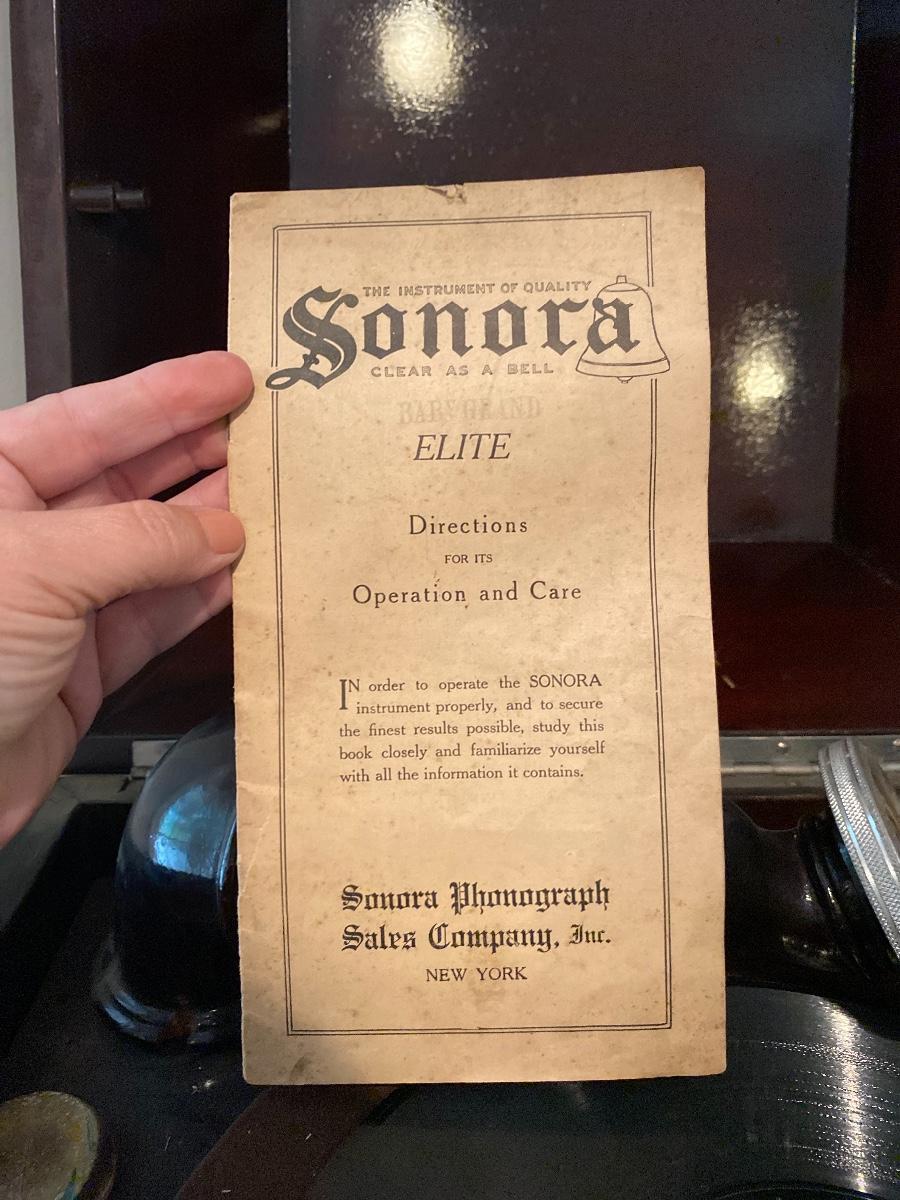 THE INSTRUMENT OF QUALITY
Sonora
CLEAR AS A BELL
BABY GRAND
ELITE
Directions
FOR ITS
Operation and Care
IN order to operate the SONORA
instrument properly, and to secure
the finest results possible, study this
book closely and familiarize yourself
with all the information it contains.
Sonora Phonograph
Sales Company, Inc.
NEW YORK